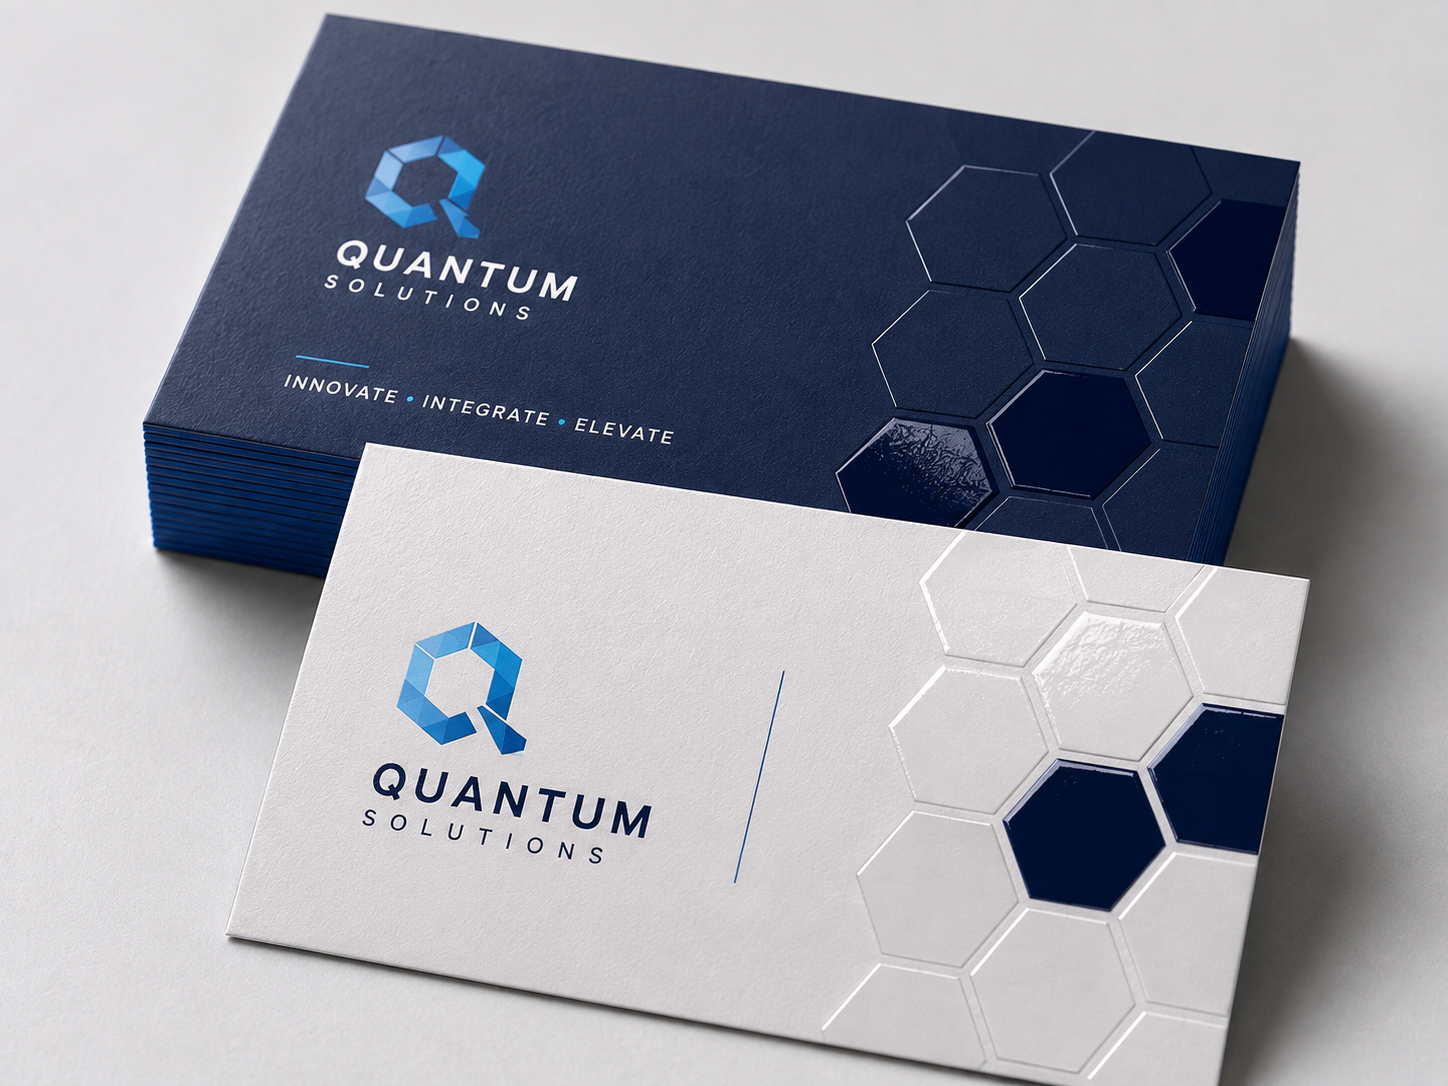 QUANTUM
SOLUTIONS
INNOVATE • INTEGRATE • ELEVATE
QUANTUM
SOLUTIONS